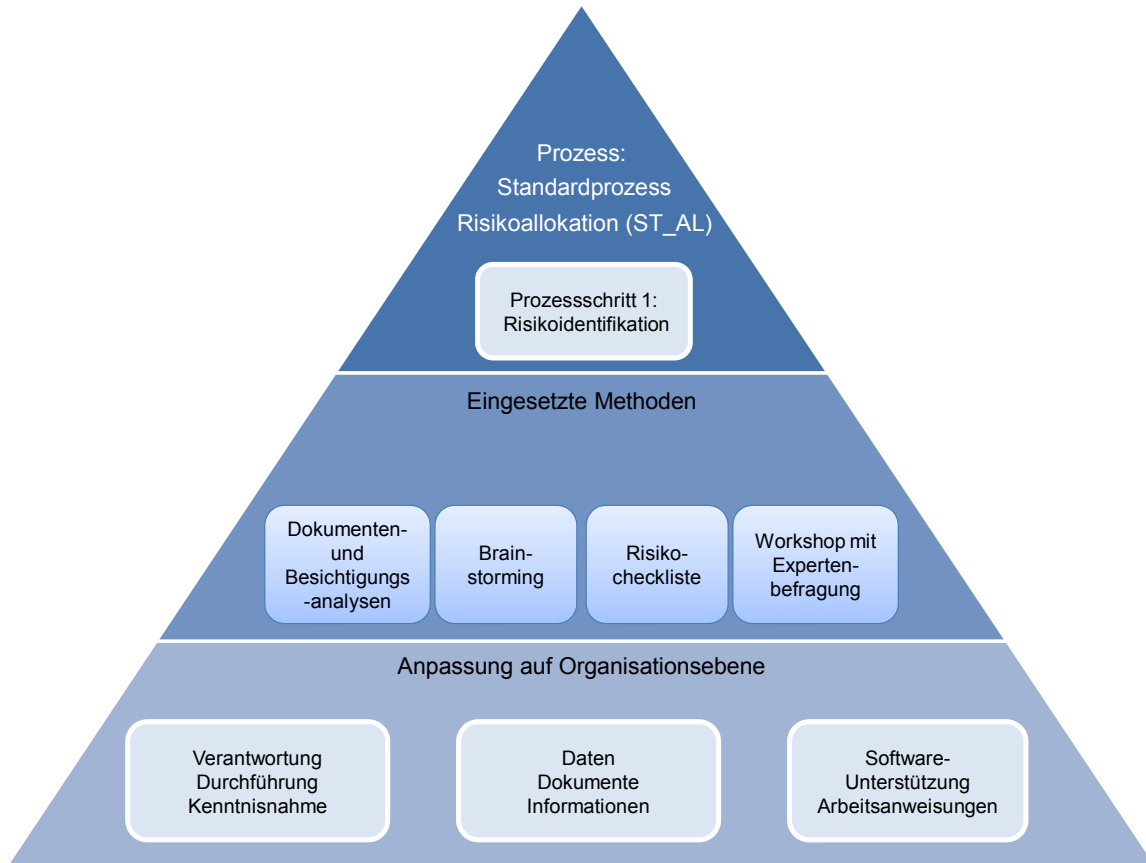 Prozess:
Standardprozess
Risikoallokation (ST_AL)
Prozessschritt 1:
Risikoidentifikation
Eingesetzte Methoden
Dokumenten-
und
Besichtigungs
-analysen
Brain-
storming
Risiko-
checkliste
Workshop mit
Experten-
befragung
Anpassung auf Organisationsebene
Verantwortung
Durchführung
Kenntnisnahme
Daten
Dokumente
Informationen
Software-
Unterstützung
Arbeitsanweisungen